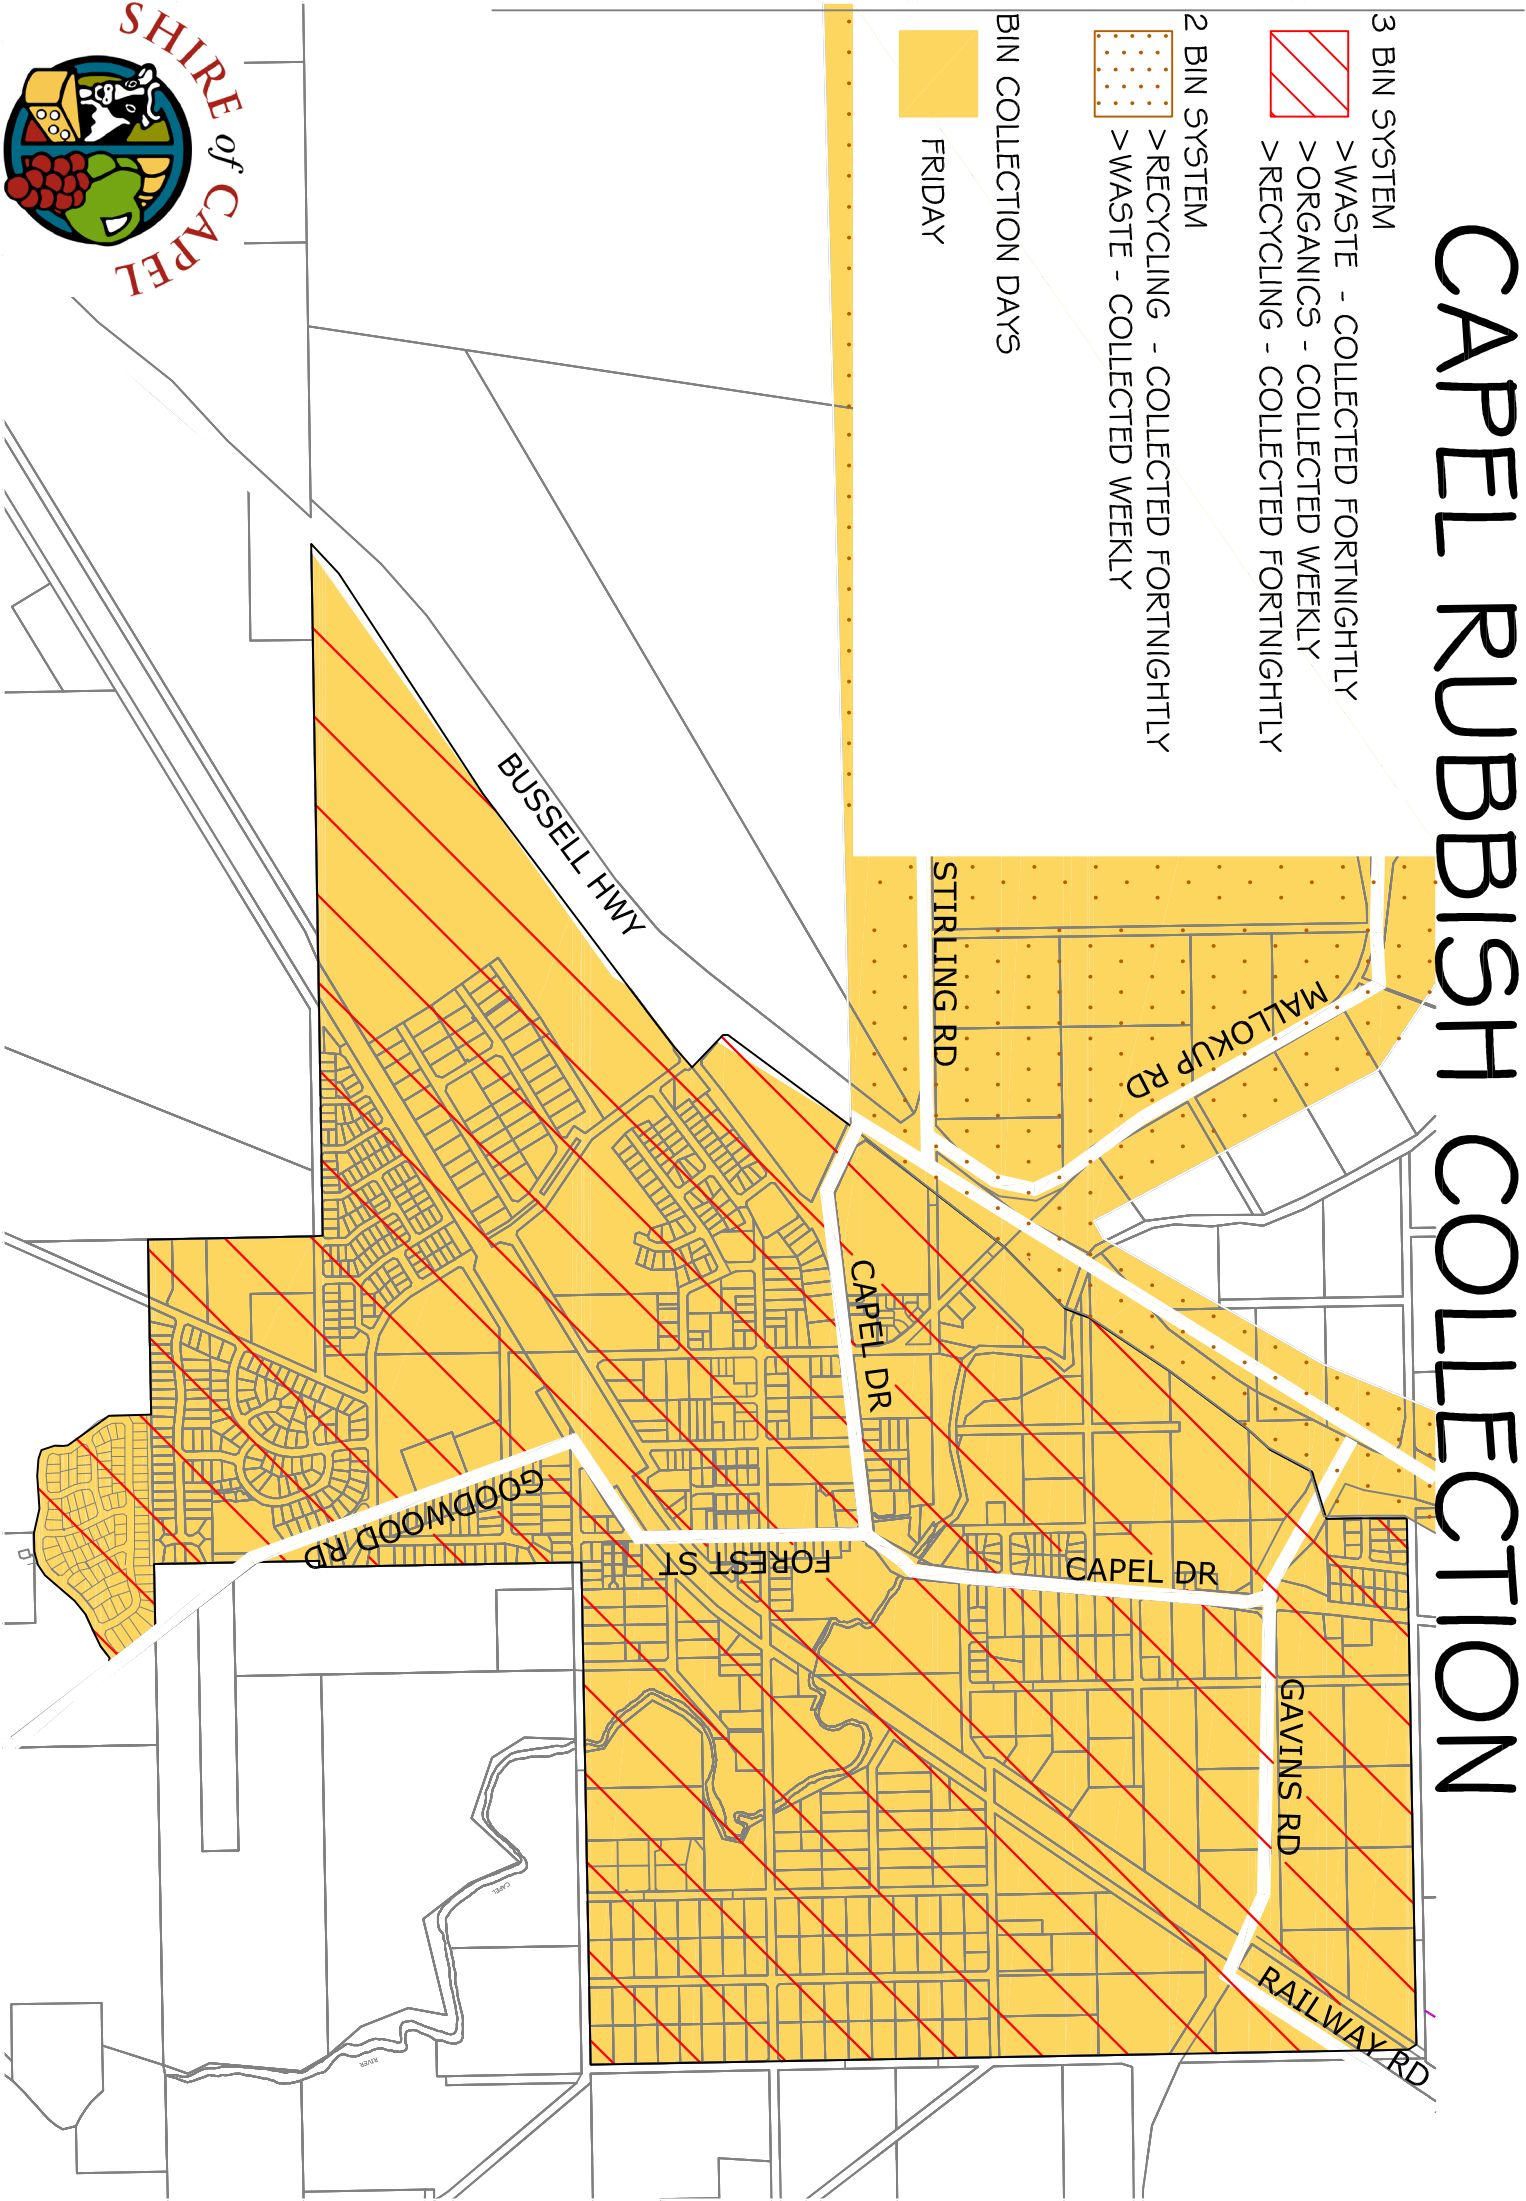 CAPEL RUBBISH COLLECTION
3 BIN SYSTEM
>WASTE - COLLECTED FORTNIGHTLY
>ORGANICS - COLLECTED WEEKLY
>RECYCLING - COLLECTED FORTNIGHTLY
2 BIN SYSTEM
>RECYCLING - COLLECTED FORTNIGHTLY
>WASTE - COLLECTED WEEKLY
BIN COLLECTION DAYS
FRIDAY
SHIRE of CAPEL
MALLOKUP RD
STIRLING RD
BUSSELL HWY
CAPEL DR
CAPEL DR
GOODWOOD RD
FOREST ST
GAVINS RD
RAILWAY RD
CAPEL
RIVER